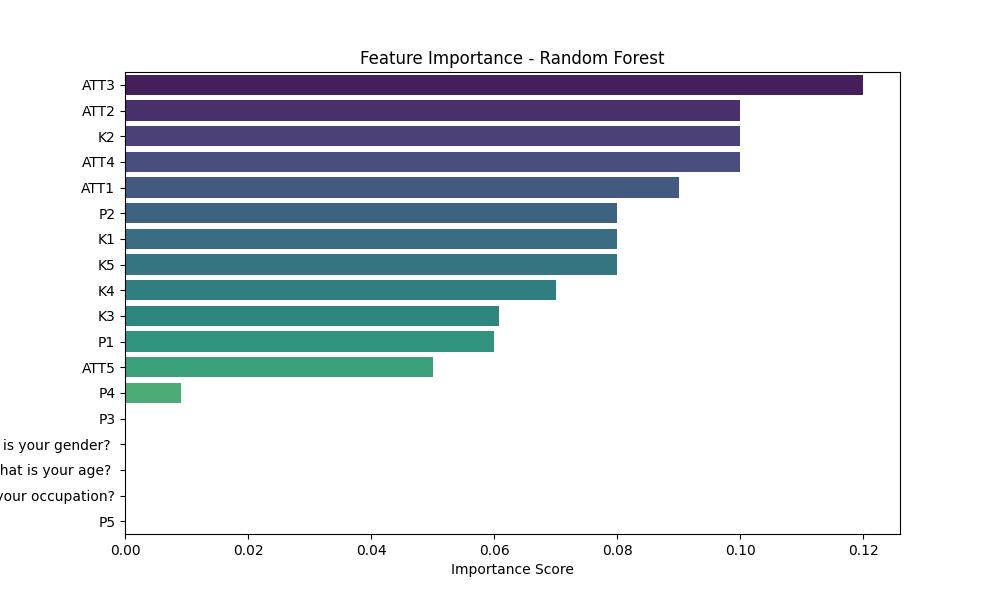 Feature Importance - Random Forest
ATT3
ATT2
K2
ATT4
ATT1
P2
K1
K5
K4
K3
P1
ATT5
P4
P3
is your gender?
hat is your age?
your occupation?
P5
0.00 0.02 0.04 0.06 0.08 0.10 0.12
Importance Score